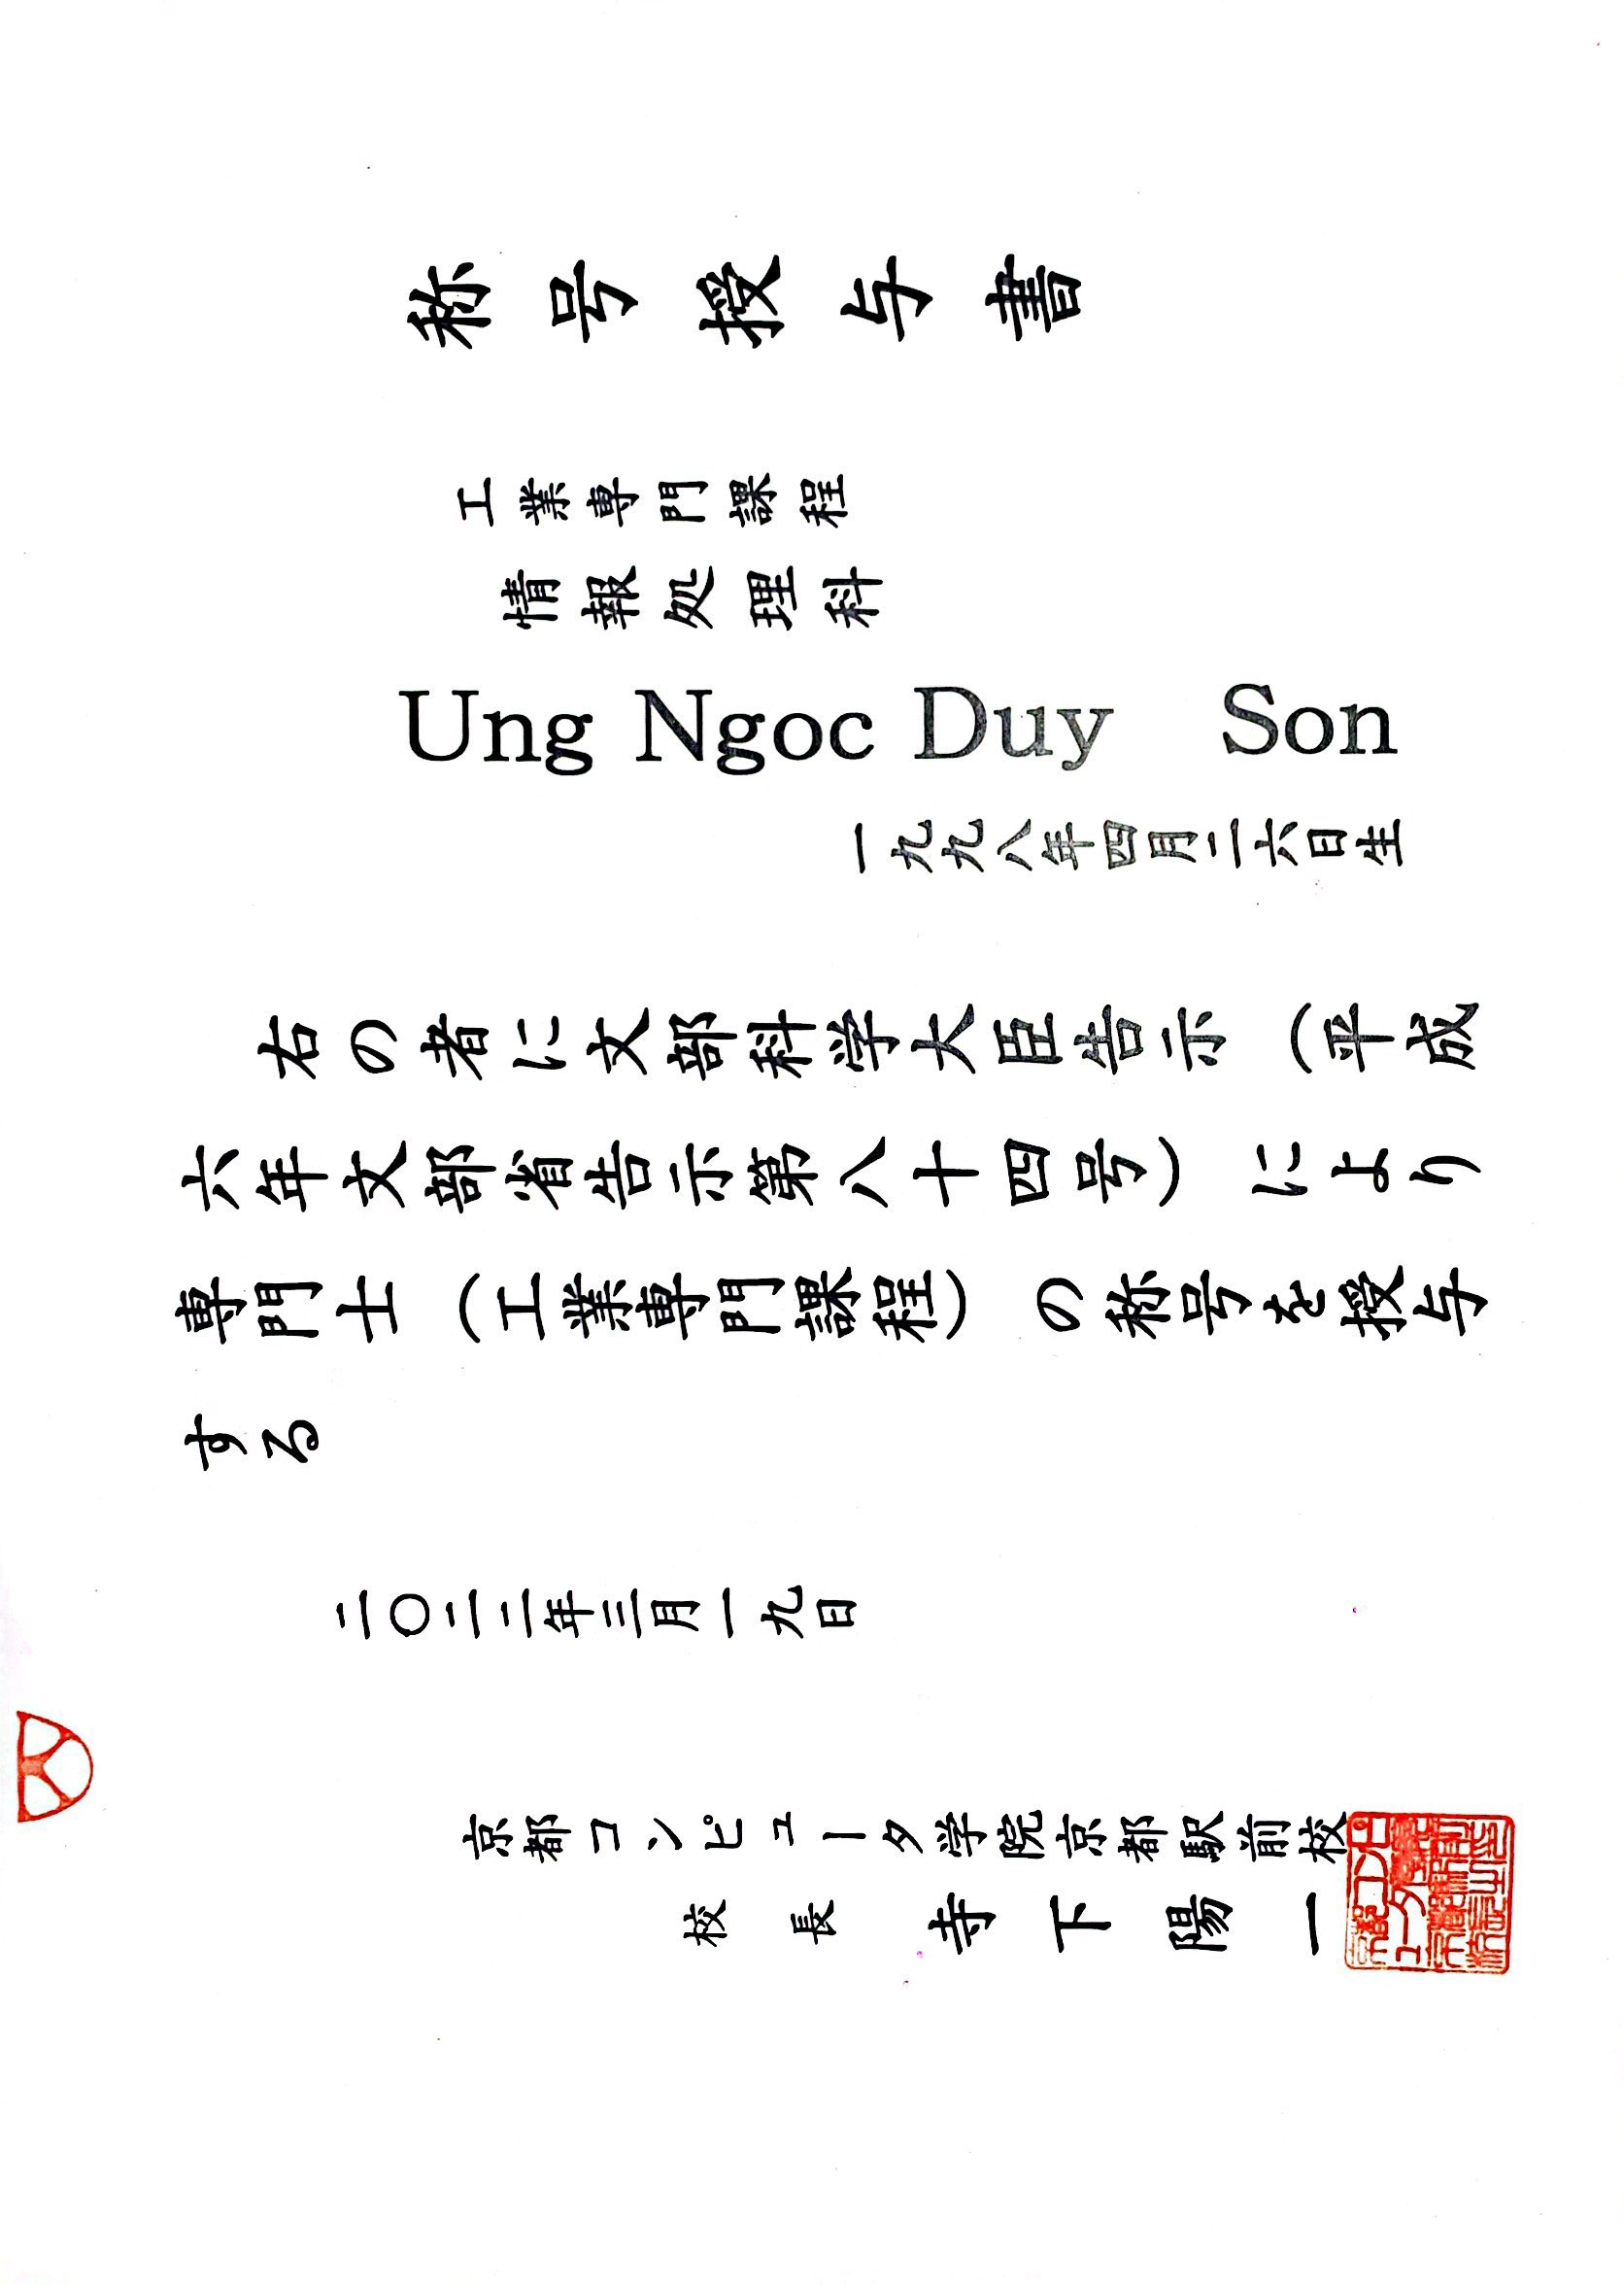 称号授与書
工業専門課程
情報処理科
Ung Ngoc Duy Son
一九九八年四月二六日生
右の者に文部科学大臣告示（平成
六年文部省告示第八十四号）により
専門士（工業専門課程）の称号を授与
する
二〇二二年三月一九日
京都コンピュータ学院京都駅前校
校長 寺下陽一